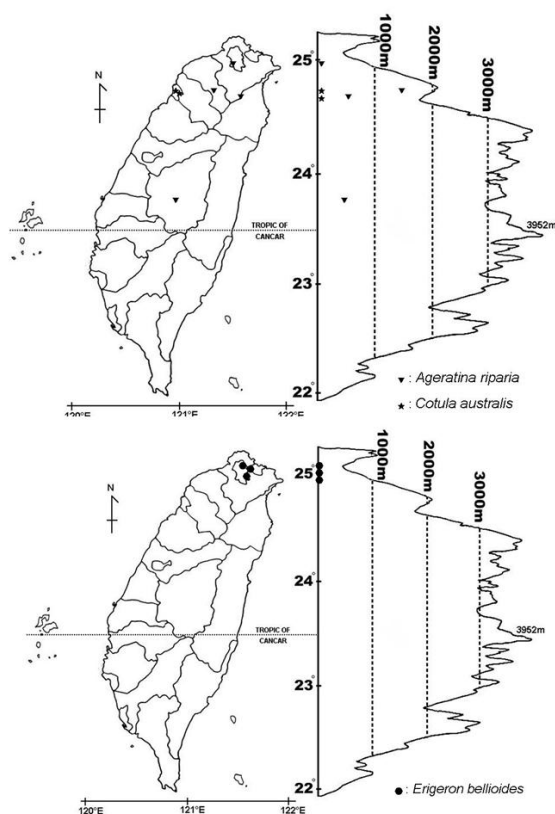 N
25°
24°
23°
22°
1000m
2000m
3000m
3952m
TROPIC OF
CANCAR
120°E
121°E
122°E
: Ageratina riparia
: Cotula australis
N
25°
24°
23°
22°
1000m
2000m
3000m
3952m
TROPIC OF
CANCAR
120°E
121°E
122°E
: Erigeron bellioides